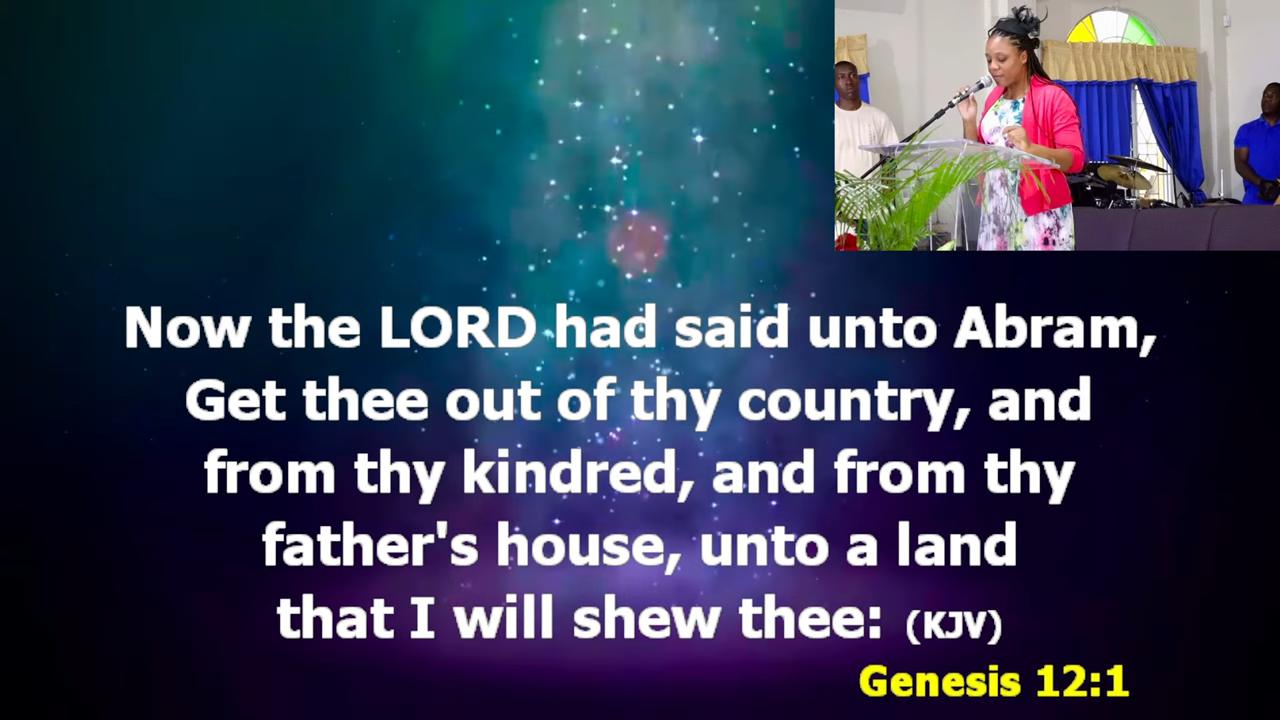 Now the LORD had said unto Abram,
Get thee out of thy country, and
from thy kindred, and from thy
father's house, unto a land
that I will shew thee: (KJV)
Genesis 12:1